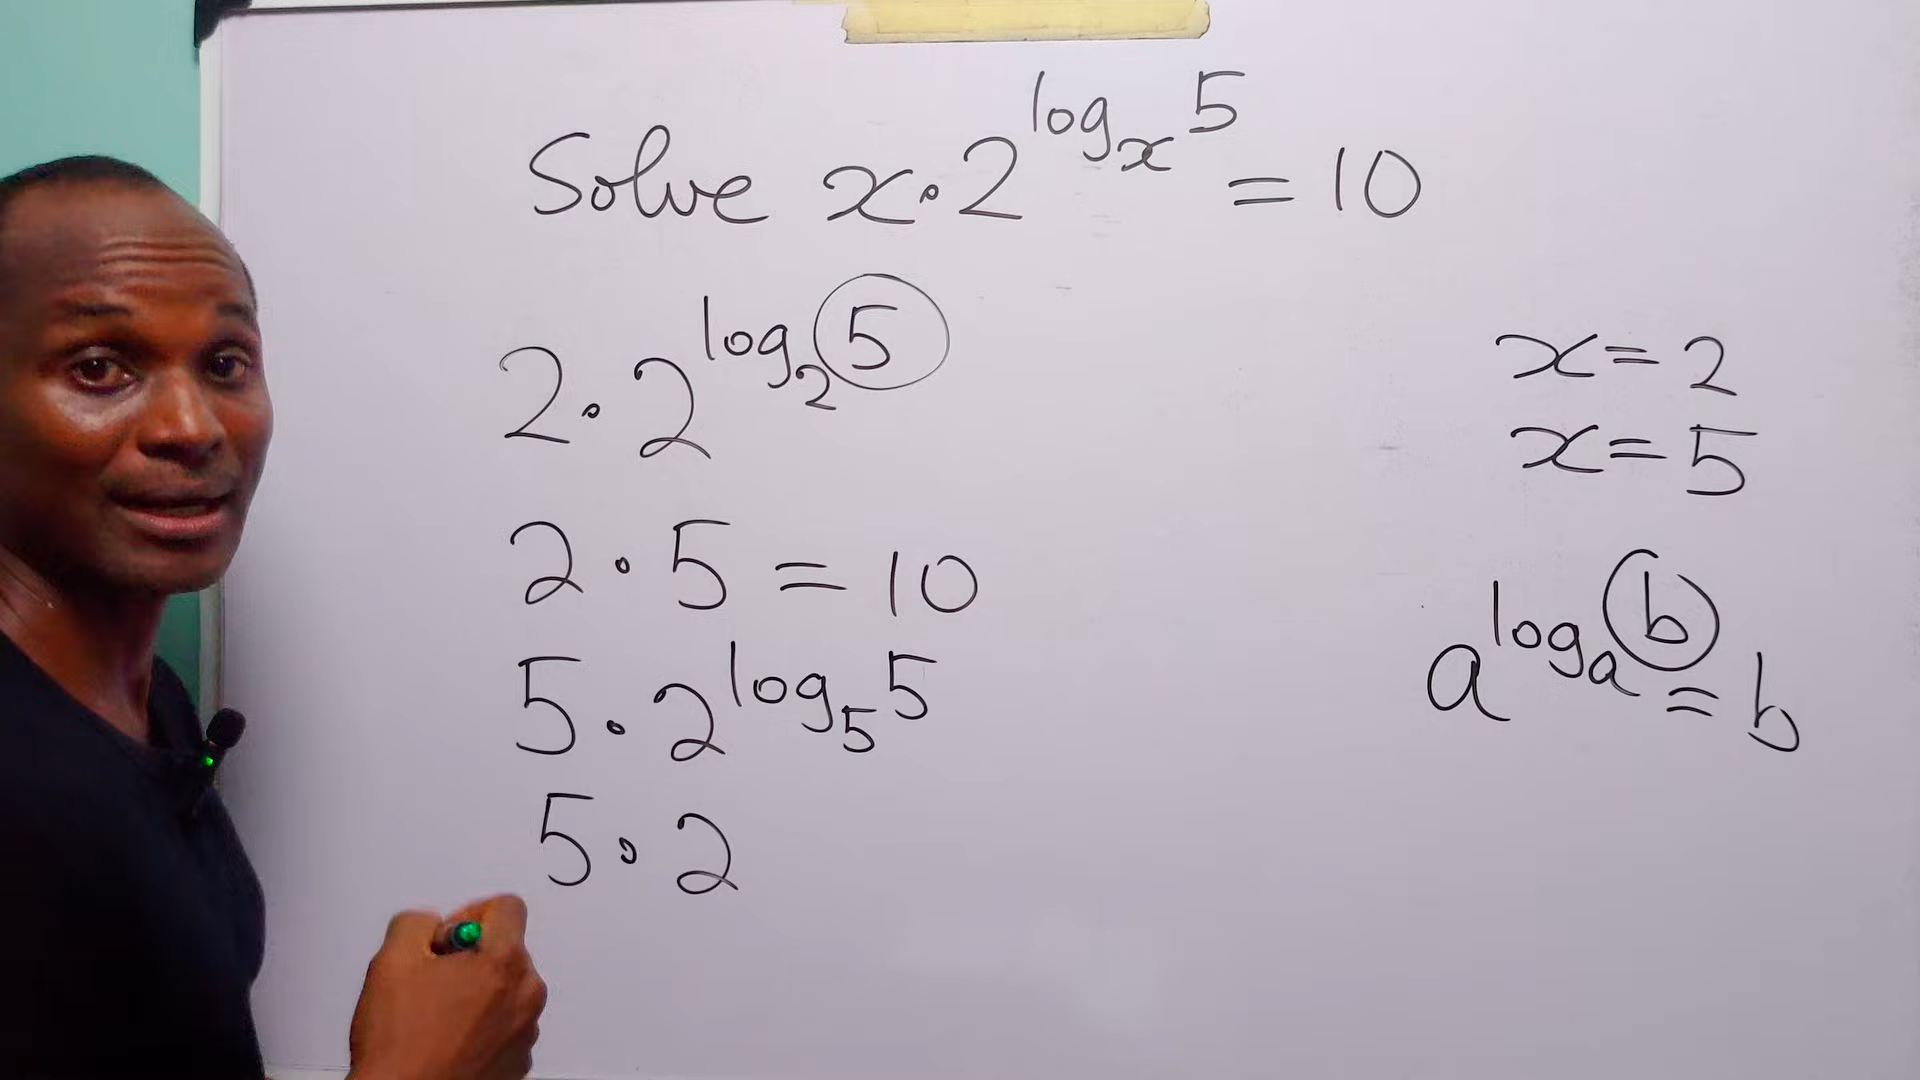 Solve x·2^log_x 5 = 10
2·2^log_2 5
2·5 = 10
5·2^log_5 5
5·2
x=2
x=5
a^log_a b = b